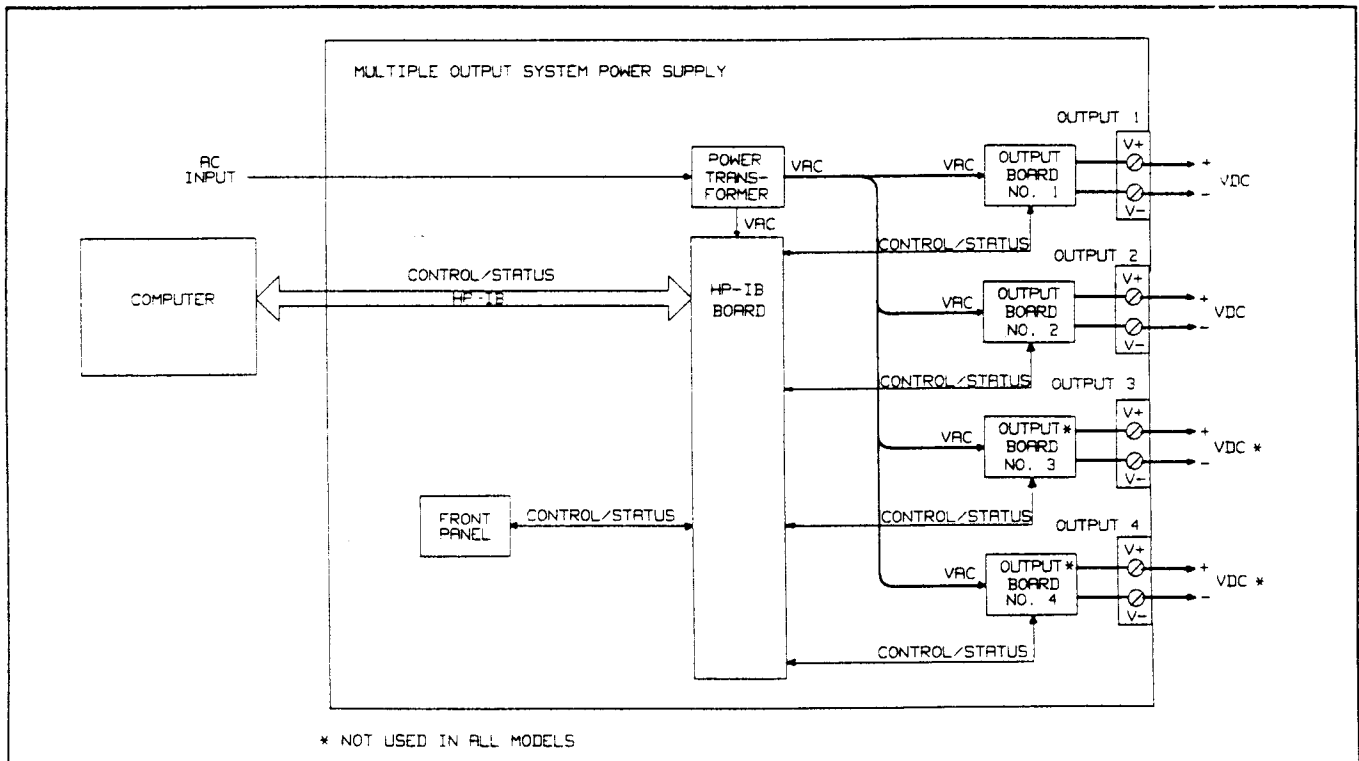 MULTIPLE OUTPUT SYSTEM POWER SUPPLY
OUTPUT 1
AC
INPUT
POWER
TRANS-
FORMER
VAC
VAC
OUTPUT
BOARD
NO. 1
V+
V-
+
-
VDC
VAC
CONTROL/STATUS
OUTPUT 2
COMPUTER
CONTROL/STATUS
HP-IB
HP-IB
BOARD
VAC
OUTPUT
BOARD
NO. 2
V+
V-
+
-
VDC
CONTROL/STATUS
OUTPUT 3
VAC
OUTPUT*
BOARD
NO. 3
V+
V-
+
-
VDC *
FRONT
PANEL
CONTROL/STATUS
CONTROL/STATUS
OUTPUT 4
VAC
OUTPUT*
BOARD
NO. 4
V+
V-
+
-
VDC *
CONTROL/STATUS
* NOT USED IN ALL MODELS